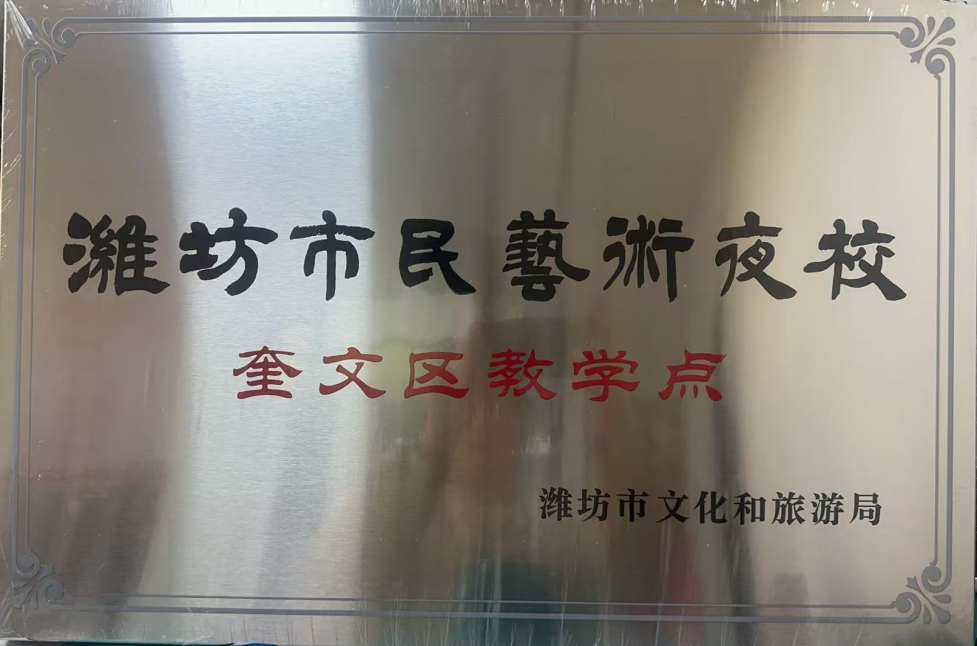 潍坊市民藝術夜校
奎文区教学点
潍坊市文化和旅游局